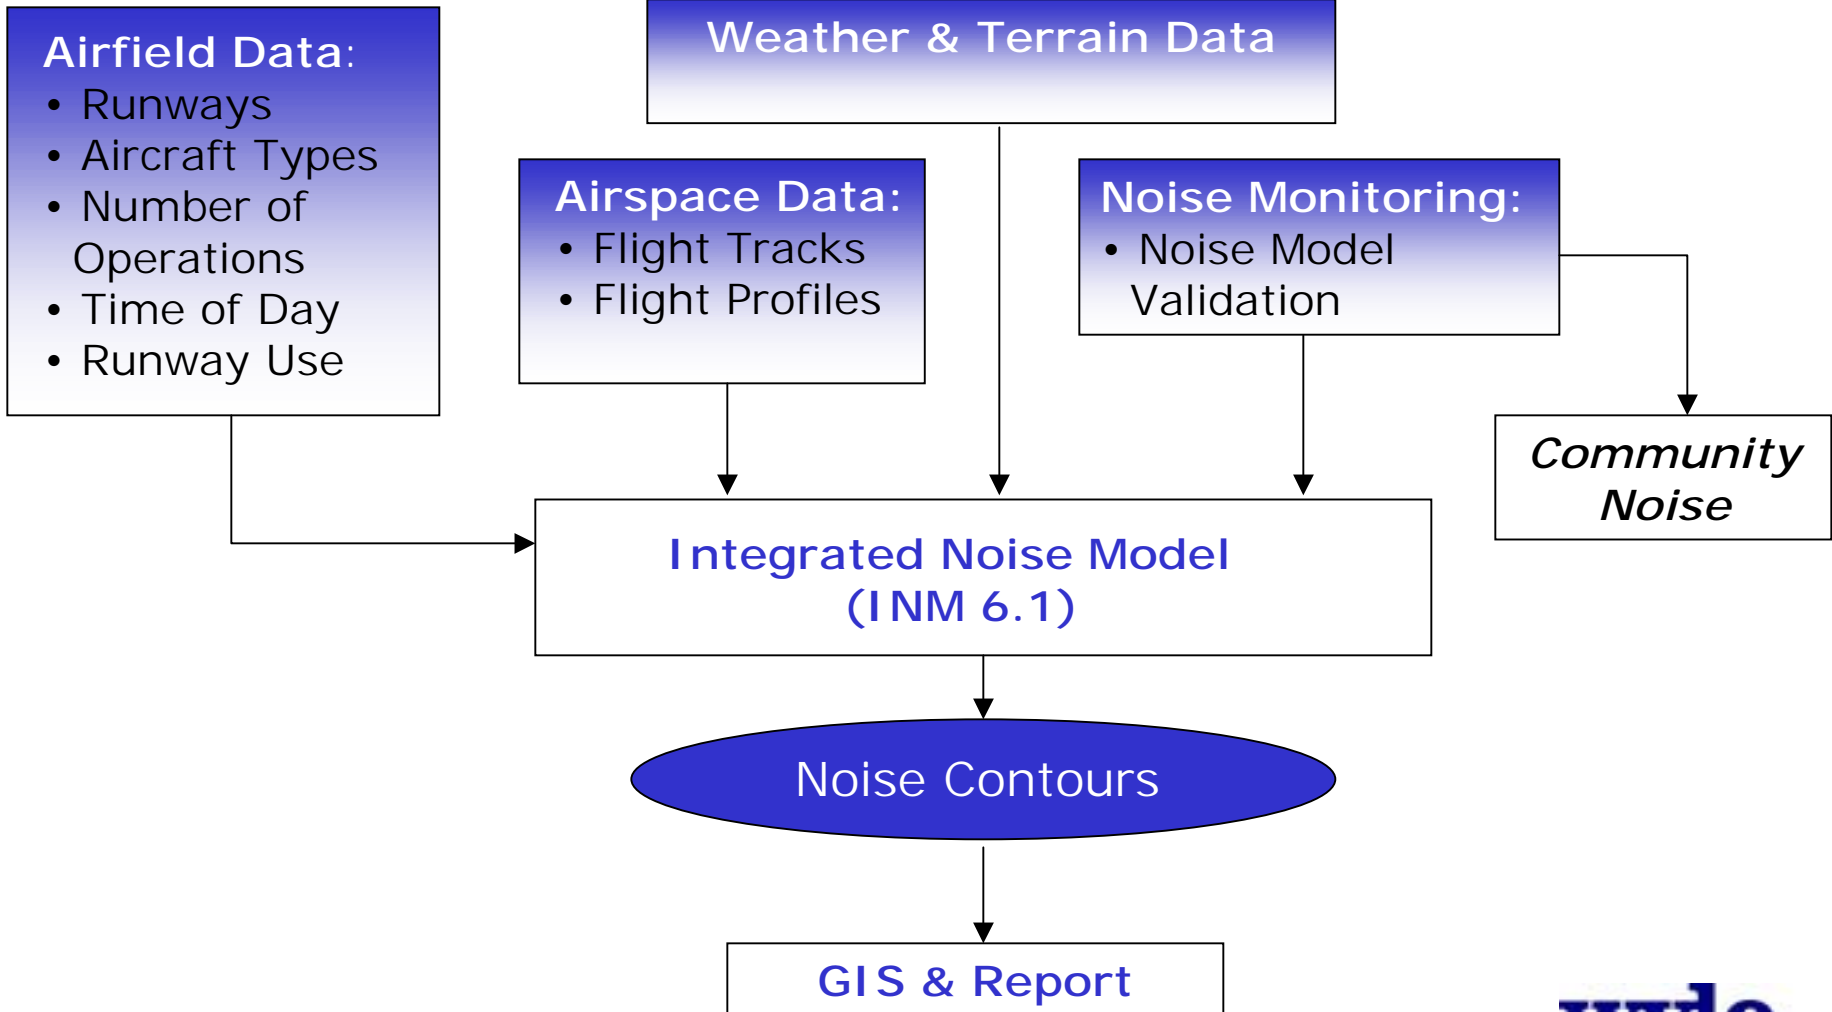 Airfield Data:
• Runways
• Aircraft Types
• Number of
Operations
• Time of Day
• Runway Use
Weather & Terrain Data
Airspace Data:
• Flight Tracks
• Flight Profiles
Noise Monitoring:
• Noise Model
Validation
Community
Noise
Integrated Noise Model
(INM 6.1)
Noise Contours
GIS & Report